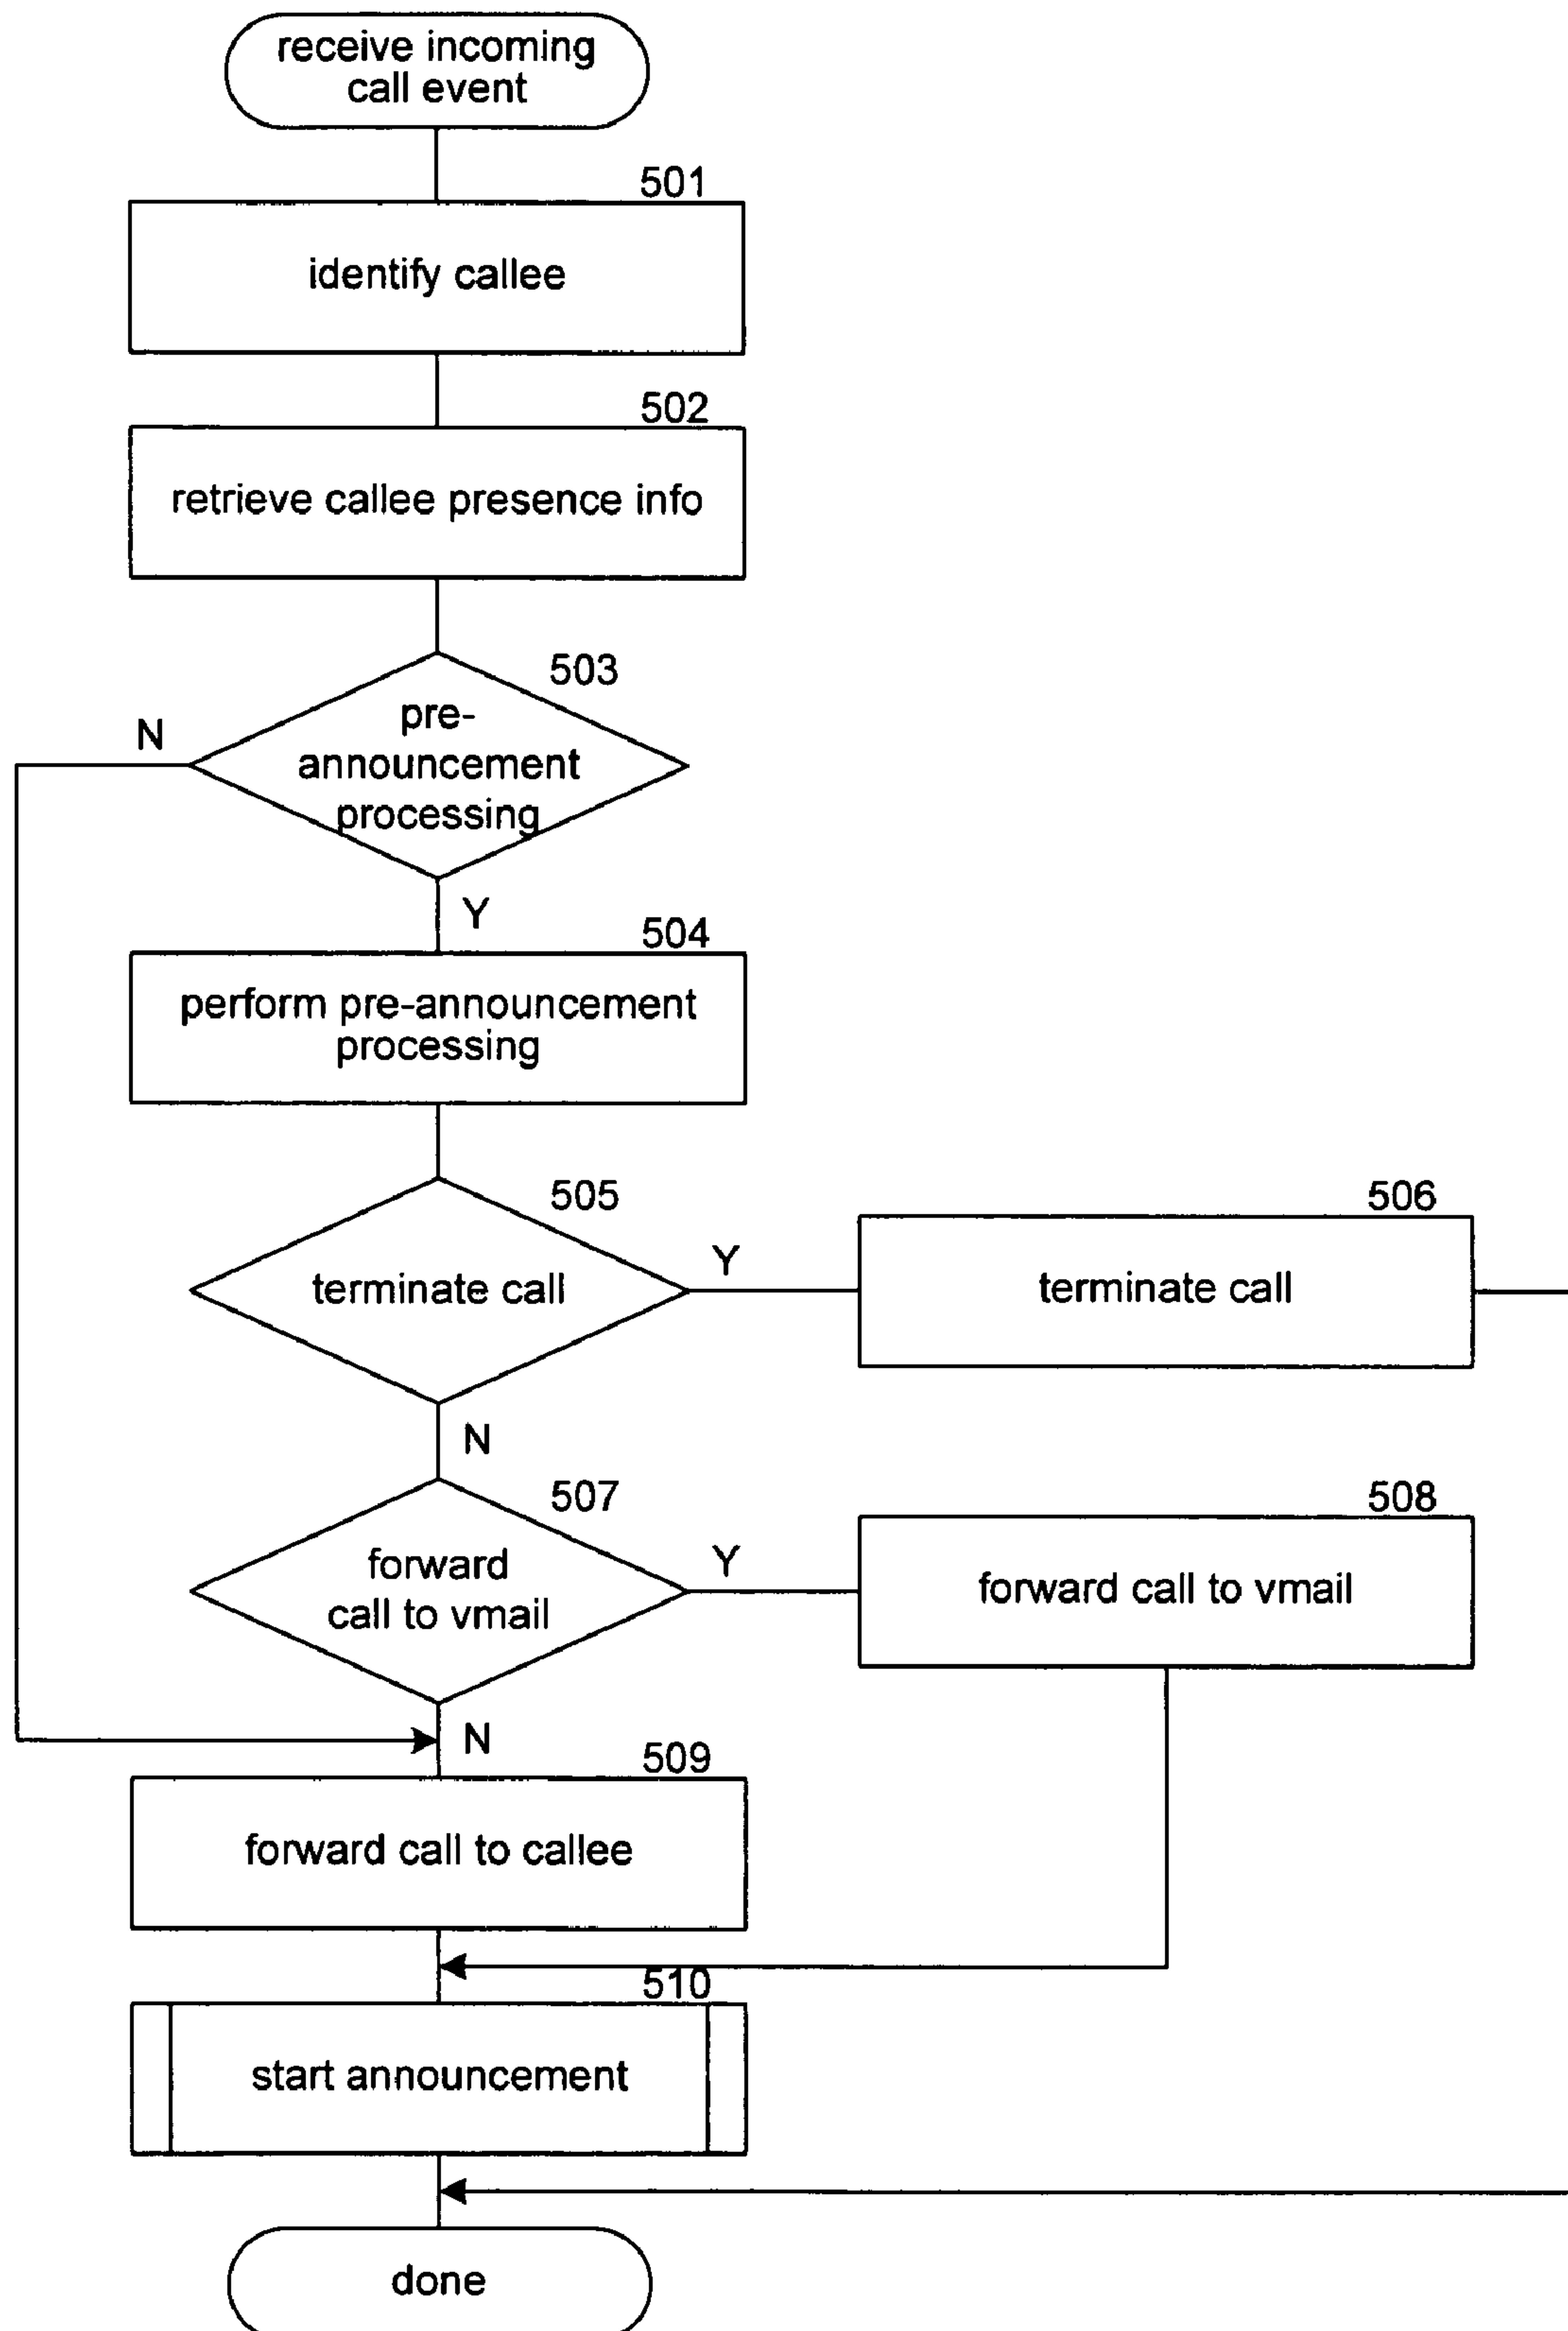 receive incoming
call event
501
identify callee
502
retrieve callee presence info
503
N
pre-
announcement
processing
Y
504
perform pre-announcement
processing
505
terminate call
Y
506
terminate call
N
507
forward
call to vmail
Y
508
forward call to vmail
N
509
forward call to callee
510
start announcement
done